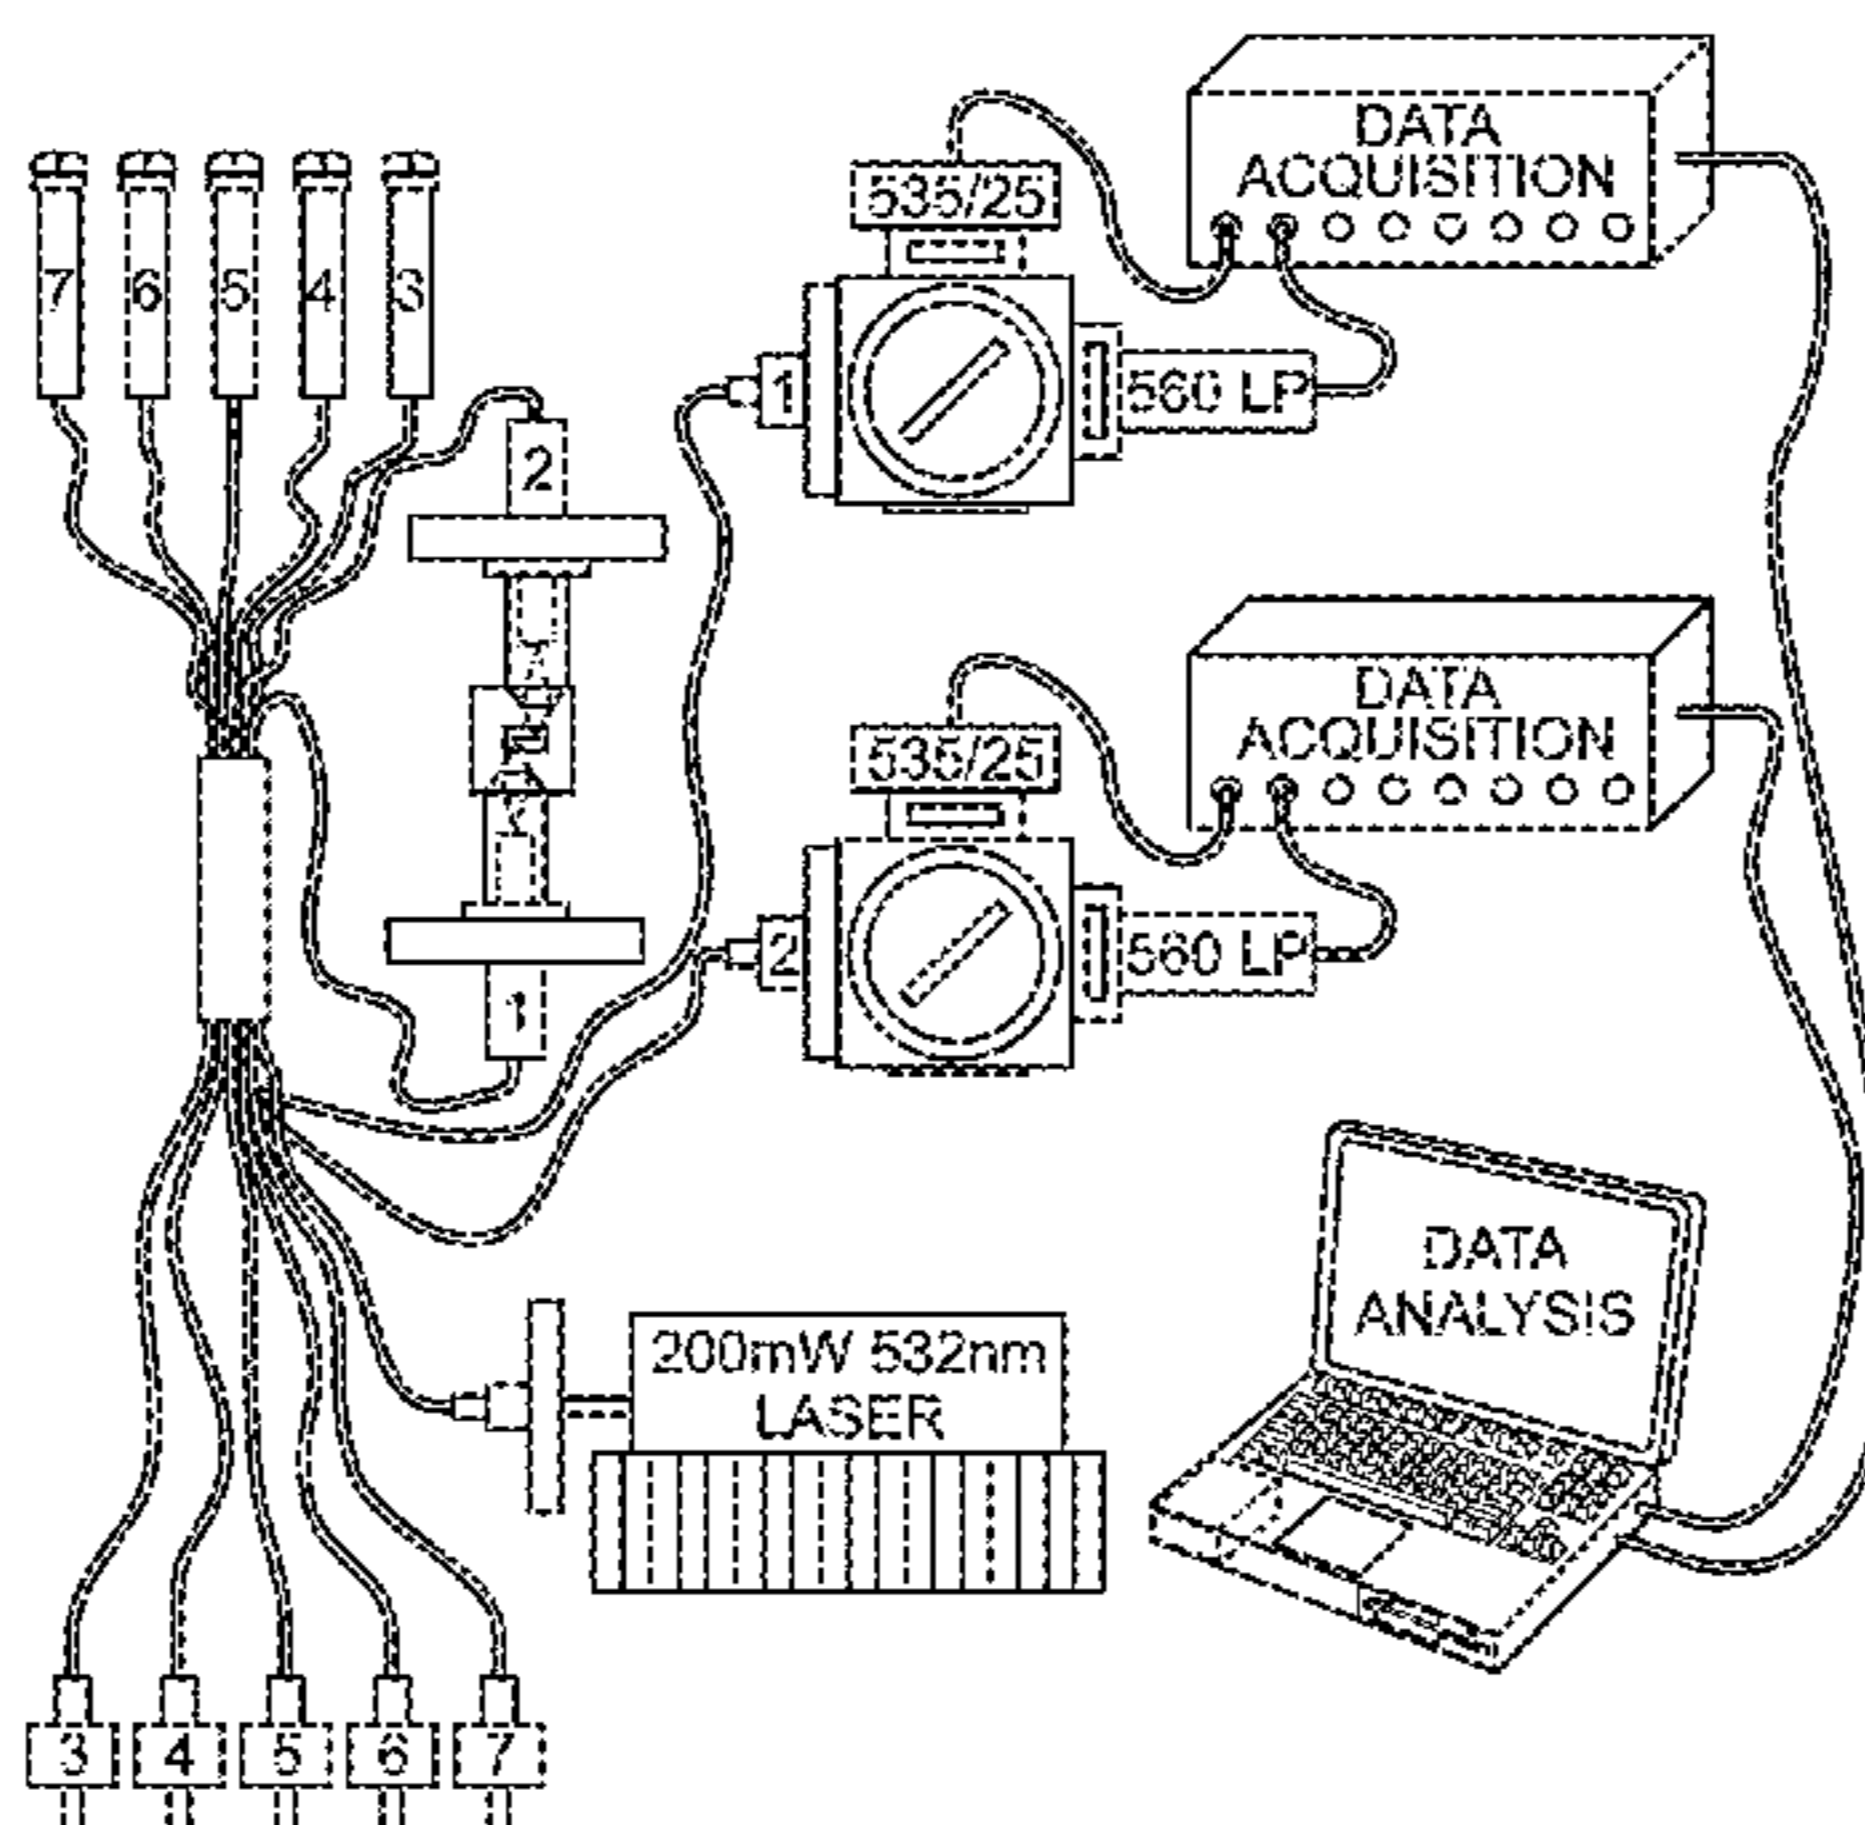 DATA
ACQUISITION
535/25
7
6
5
4
3
1
560 LP
2
DATA
ACQUISITION
535/25
2
560 LP
1
DATA
ANALYSIS
200mW 532nm
LASER
3
4
5
6
7